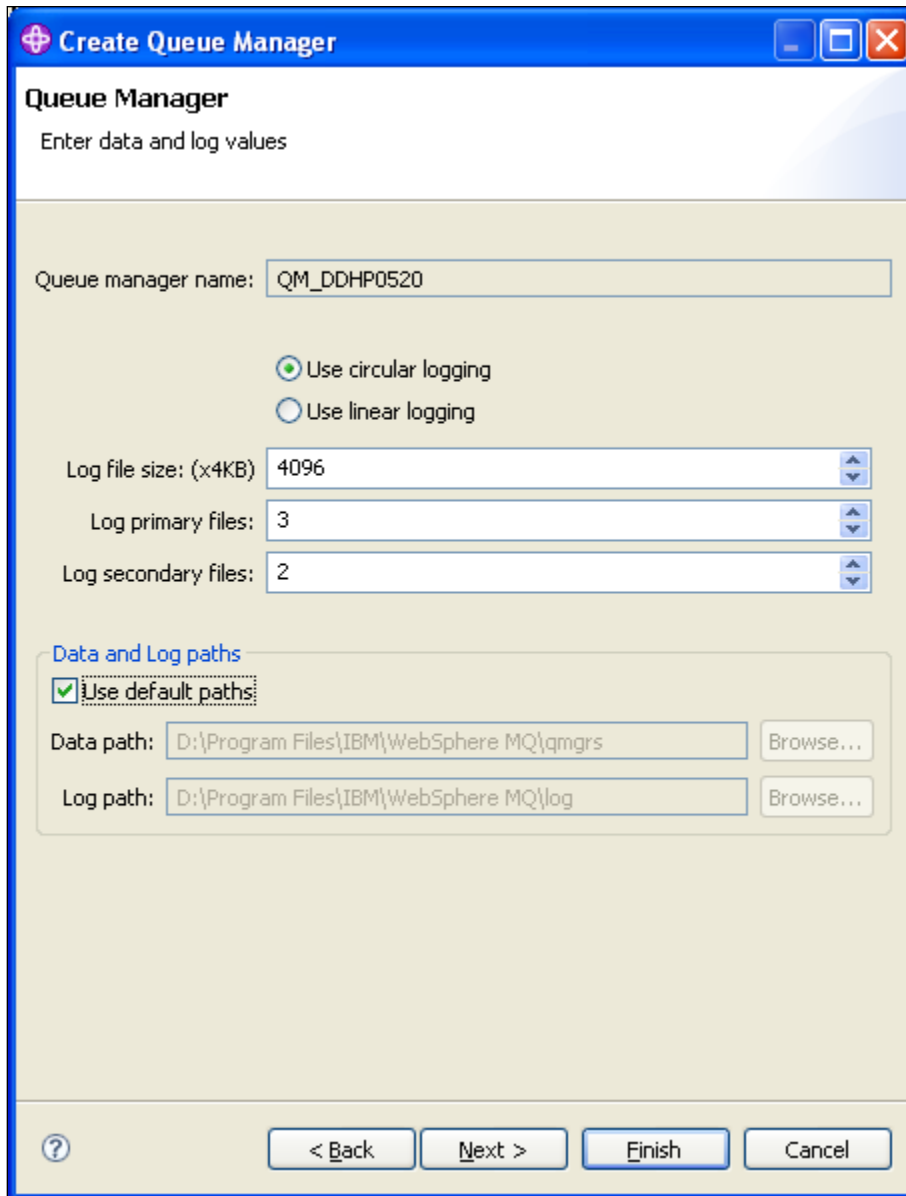 Create Queue Manager
Queue Manager
Enter data and log values
Queue manager name: QM_DDHP0520
Use circular logging
Use linear logging
Log file size: (x4KB) 4096
Log primary files: 3
Log secondary files: 2
Data and Log paths
Use default paths
Data path: D:\Program Files\IBM\WebSphere MQ\qmgrs Browse...
Log path: D:\Program Files\IBM\WebSphere MQ\log Browse...
? < Back Next > Finish Cancel